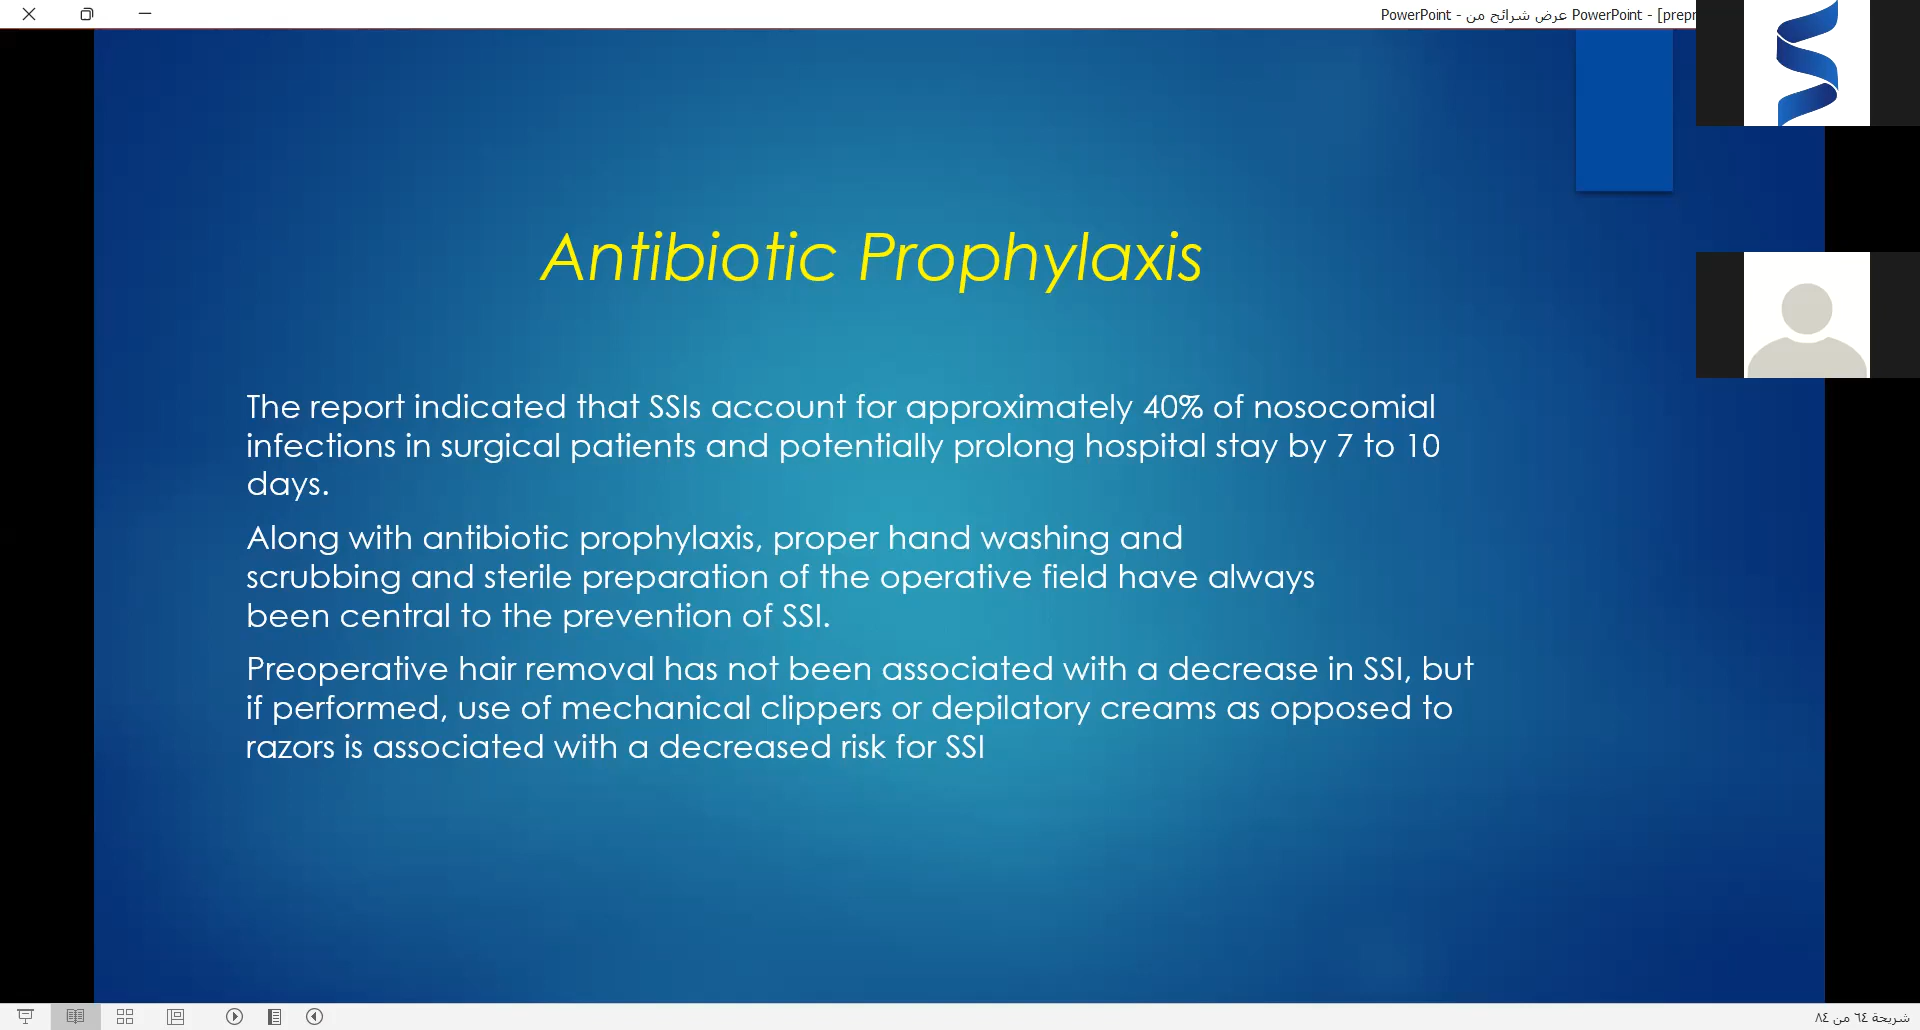 PowerPoint - عرض شرائح من PowerPoint - [prepr
Antibiotic Prophylaxis
The report indicated that SSIs account for approximately 40% of nosocomial
infections in surgical patients and potentially prolong hospital stay by 7 to 10
days.
Along with antibiotic prophylaxis, proper hand washing and
scrubbing and sterile preparation of the operative field have always
been central to the prevention of SSI.
Preoperative hair removal has not been associated with a decrease in SSI, but
if performed, use of mechanical clippers or depilatory creams as opposed to
razors is associated with a decreased risk for SSI
شريحة ٦٤ من ٨٤